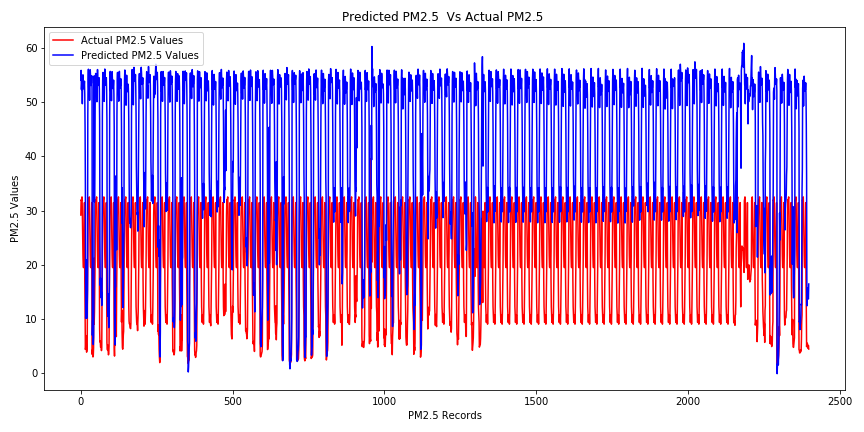 Predicted PM2.5  Vs Actual PM2.5
Actual PM2.5 Values
Predicted PM2.5 Values
PM2.5 Values
60
50
40
30
20
10
0
0
500
1000
1500
2000
2500
PM2.5 Records